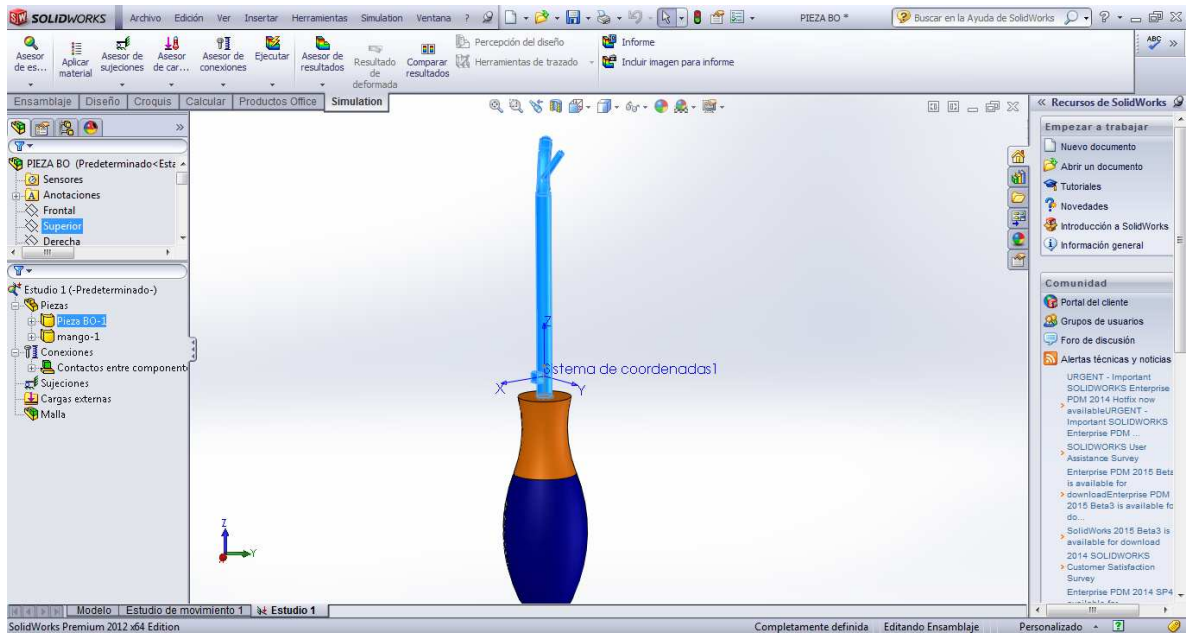 SOLIDWORKS Archivo Edición Ver Insertar Herramientas Simulation Ventana ? PIEZA BO * Buscar en la Ayuda de SolidWorks
Asesor de es...
Aplicar material
Asesor de sujeciones
Asesor de car...
Asesor de conexiones
Ejecutar
Asesor de resultados
Resultado de deformada
Comparar resultados
Percepción del diseño
Herramientas de trazado
Informe
Incluir imagen para informe
ABC
Ensamblaje Diseño Croquis Calcular Productos Office Simulation
PIEZA BO (Predeterminado<Esta
Sensores
Anotaciones
Frontal
Superior
Derecha
Estudio 1 (-Predeterminado-)
Piezas
Pieza BO-1
mango-1
Conexiones
Contactos entre component
Sujeciones
Cargas externas
Malla
Z
Sistema de coordenadas1
X
Y
Z
Y
Recursos de SolidWorks
Empezar a trabajar
Nuevo documento
Abrir un documento
Tutoriales
Novedades
Introducción a SolidWorks
Información general
Comunidad
Portal del cliente
Grupos de usuarios
Foro de discusión
Alertas técnicas y noticias
URGENT - Important
SOLIDWORKS Enterprise
PDM 2014 Hotfix now
availableURGENT -
Important SOLIDWORKS
Enterprise PDM ...
SOLIDWORKS User
Assistance Survey
Enterprise PDM 2015 Beta
is available for
downloadEnterprise PDM
2015 Beta3 is available fo
do...
SolidWorks 2015 Beta3 is
available for download
2014 SOLIDWORKS
Customer Satisfaction
Survey
Enterprise PDM 2014 SP4
Modelo Estudio de movimiento 1 Estudio 1
SolidWorks Premium 2012 x64 Edition Completamente definida Editando Ensamblaje Personalizado